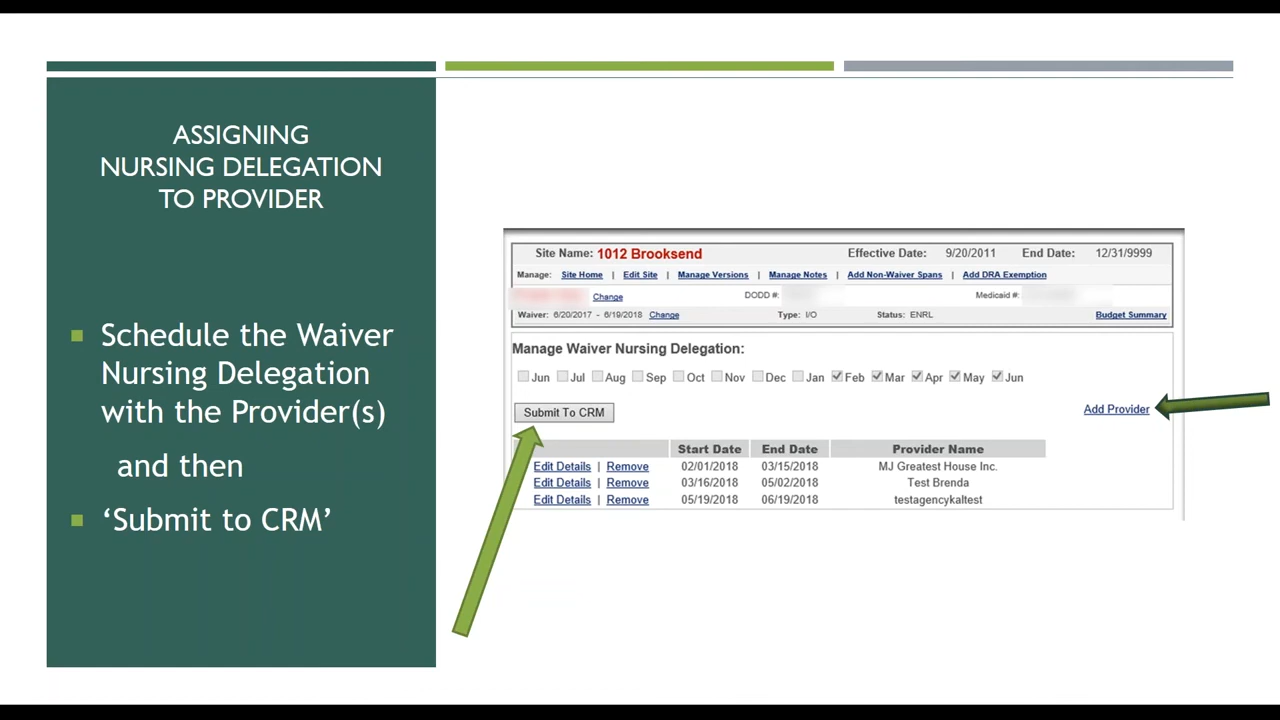 ASSIGNING
NURSING DELEGATION
TO PROVIDER
Schedule the Waiver
Nursing Delegation
with the Provider(s)
and then
‘Submit to CRM’
Site Name: 1012 Brooksend Effective Date: 9/20/2011 End Date: 12/31/9999
Manage: Site Home | Edit Site | Manage Versions | Manage Notes | Add Non-Waiver Spans | Add DRA Exemption
Change DODD #: Medicaid #:
Waiver: 6/20/2017 - 6/19/2018 Change Type: I/O Status: ENRL Budget Summary
Manage Waiver Nursing Delegation:
Jun Jul Aug Sep Oct Nov Dec Jan Feb Mar Apr May Jun
Submit To CRM Add Provider
Start Date End Date Provider Name
Edit Details | Remove 02/01/2018 03/15/2018 MJ Greatest House Inc.
Edit Details | Remove 03/16/2018 05/02/2018 Test Brenda
Edit Details | Remove 05/19/2018 06/19/2018 testagencykaltest